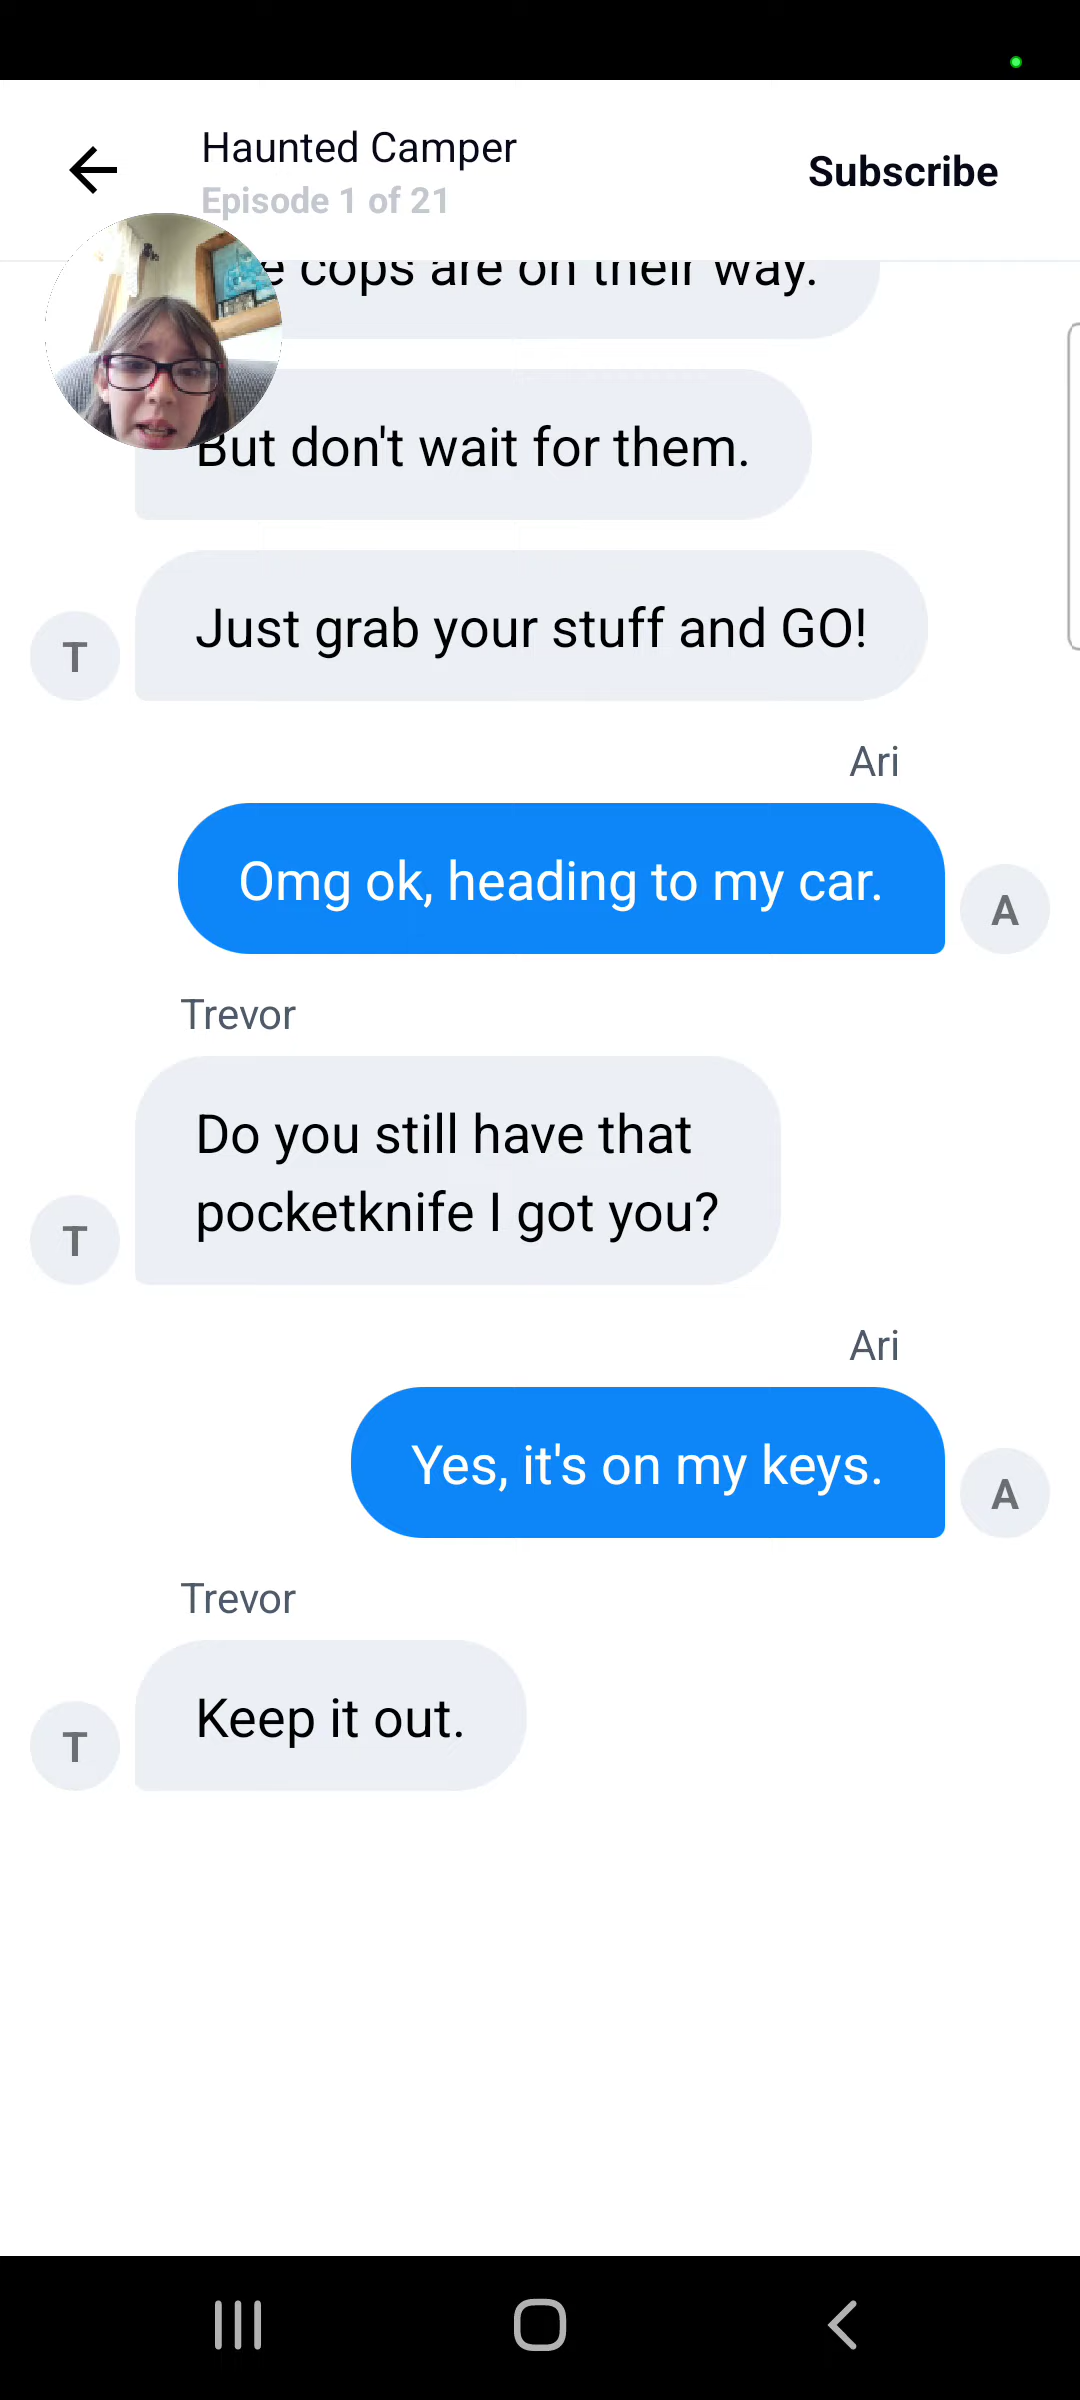 Haunted Camper
Episode 1 of 21
Subscribe
cops are on their way.
But don't wait for them.
Just grab your stuff and GO!
T
Ari
Omg ok, heading to my car.
A
Trevor
Do you still have that
pocketknife I got you?
T
Ari
Yes, it's on my keys.
A
Trevor
Keep it out.
T